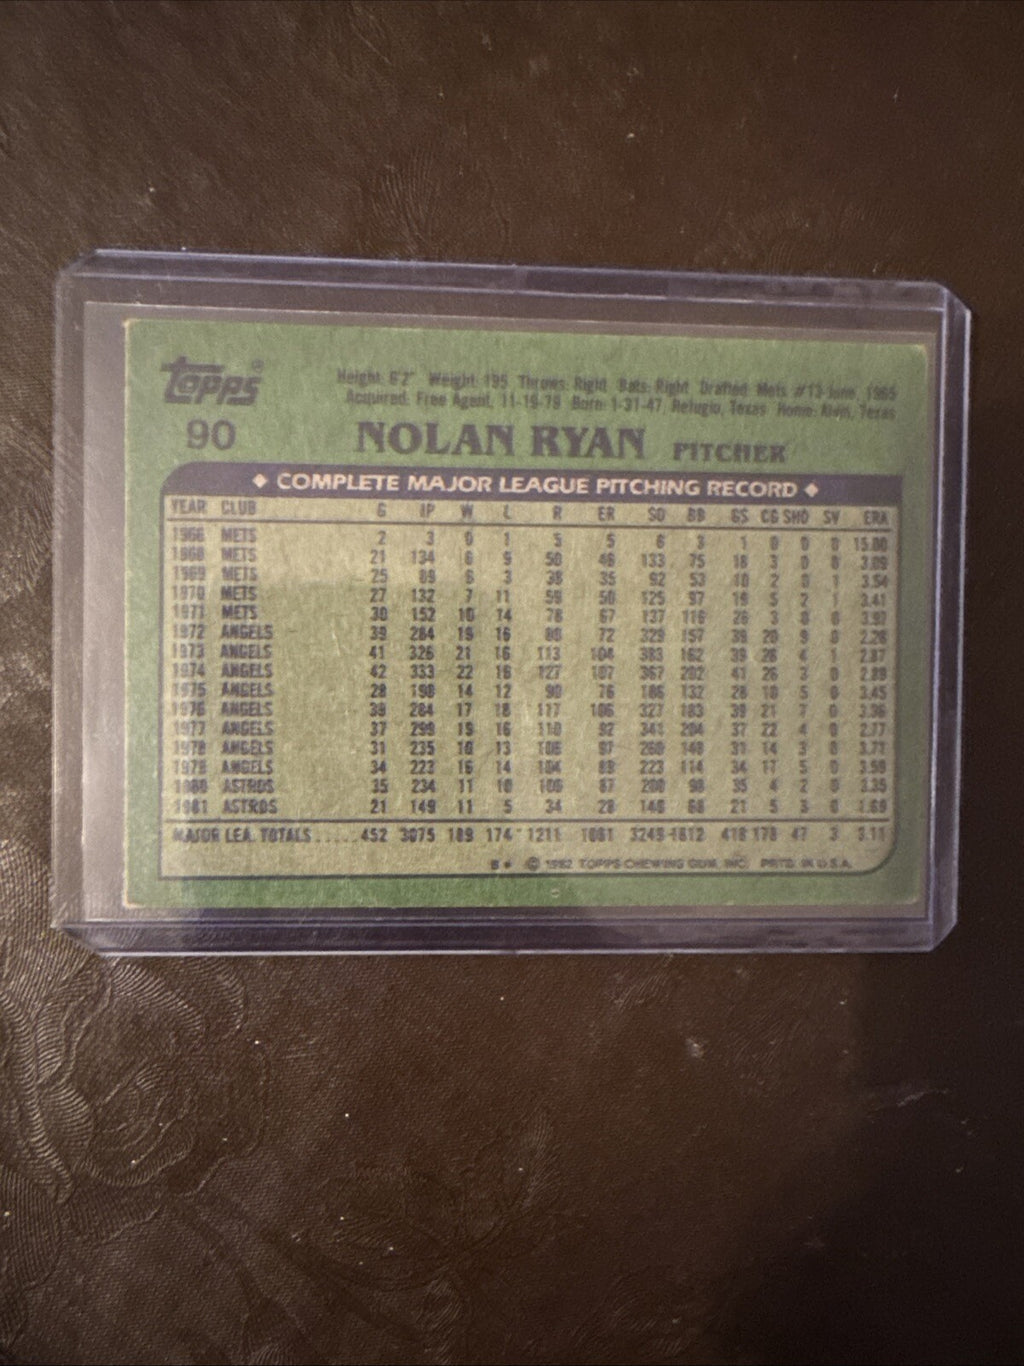 Topps®
Height: 6'2" Weight: 195 Throws: Right Bats: Right Drafted: Mets #13-June, 1965
Acquired: Free Agent, 11-19-79 Born: 1-31-47, Refugio, Texas Home: Alvin, Texas
90 NOLAN RYAN PITCHER
◆ COMPLETE MAJOR LEAGUE PITCHING RECORD ◆
YEAR CLUB G IP W L R ER SO BB GS CG SHO SV ERA
1966 METS 2 3 0 1 5 5 6 3 1 0 0 0 15.00
1968 METS 21 134 6 9 50 46 133 75 18 3 0 0 3.09
1969 METS 25 89 6 3 38 35 92 53 10 2 0 1 3.54
1970 METS 27 132 7 11 59 50 125 97 19 5 2 1 3.41
1971 METS 30 152 10 14 78 67 137 116 26 3 0 0 3.97
1972 ANGELS 39 284 19 16 80 72 329 157 39 20 9 0 2.28
1973 ANGELS 41 326 21 16 113 104 383 162 39 26 4 1 2.87
1974 ANGELS 42 333 22 16 127 107 367 202 41 26 3 0 2.89
1975 ANGELS 28 198 14 12 90 76 186 132 28 10 5 0 3.45
1976 ANGELS 39 284 17 18 117 106 327 183 39 21 7 0 3.36
1977 ANGELS 37 299 19 16 110 92 341 204 37 22 4 0 2.77
1978 ANGELS 31 235 10 13 106 97 260 148 31 14 3 0 3.71
1979 ANGELS 34 223 16 14 104 89 223 114 34 17 5 0 3.59
1980 ASTROS 35 234 11 10 100 87 200 98 35 4 2 0 3.35
1981 ASTROS 21 149 11 5 34 28 140 68 21 5 3 0 1.69
MAJOR LEA. TOTALS ..... 452 3075 189 174 1211 1061 3249 1812 418 178 47 3 3.11
B* © 1982 TOPPS CHEWING GUM, INC. PRTD. IN U.S.A.